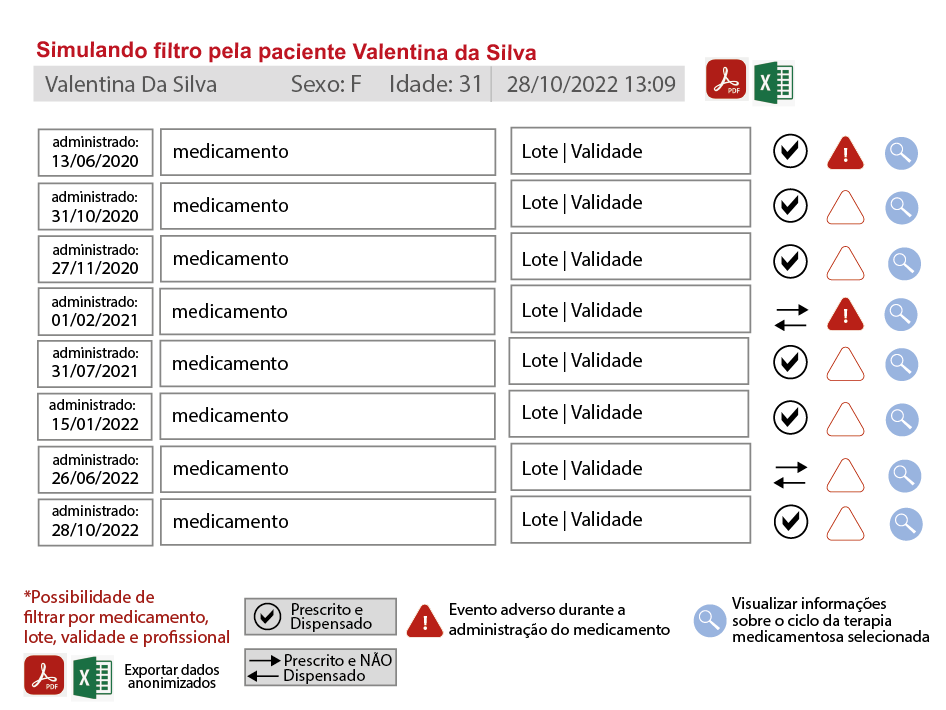 Simulando filtro pela paciente Valentina da Silva
Valentina Da Silva Sexo: F Idade: 31 28/10/2022 13:09
PDF X
administrado:
13/06/2020
medicamento
Lote | Validade
!
administrado:
31/10/2020
medicamento
Lote | Validade
administrado:
27/11/2020
medicamento
Lote | Validade
administrado:
01/02/2021
medicamento
Lote | Validade
!
administrado:
31/07/2021
medicamento
Lote | Validade
administrado:
15/01/2022
medicamento
Lote | Validade
administrado:
26/06/2022
medicamento
Lote | Validade
administrado:
28/10/2022
medicamento
Lote | Validade
*Possibilidade de
filtrar por medicamento,
lote, validade e profissional
PDF X
Exportar dados
anonimizados
Prescrito e
Dispensado
Prescrito e NÃO
Dispensado
!
Evento adverso durante a
administração do medicamento
Visualizar informações
sobre o ciclo da terapia
medicamentosa selecionada